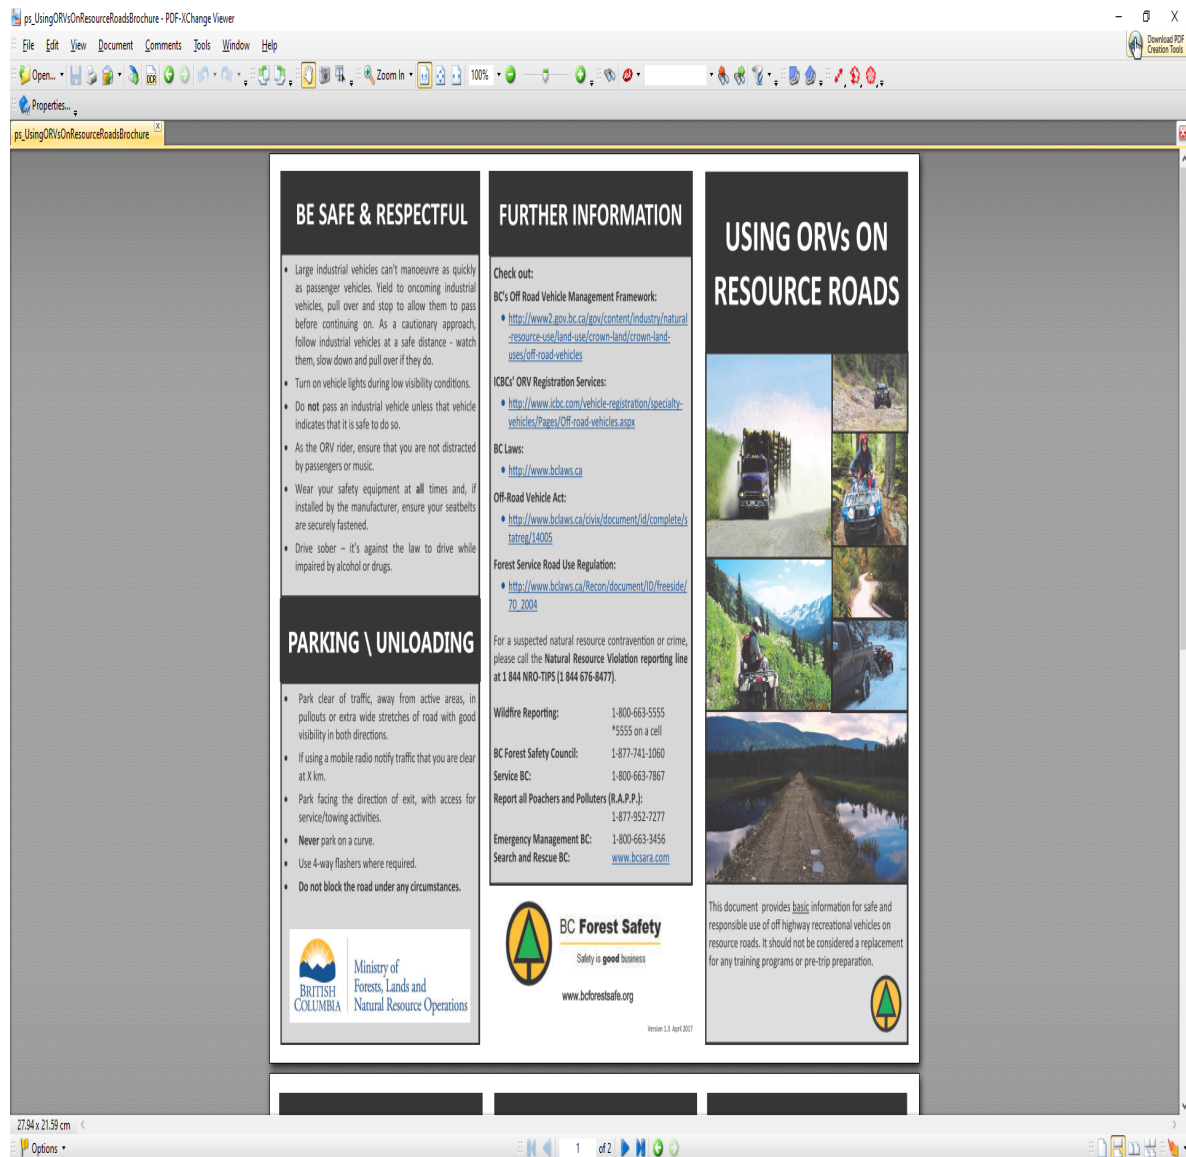 ps_UsingORVsOnResourceRoadsBrochure - PDF-XChange Viewer
File Edit View Document Comments Tools Window Help
Download PDF
Creation Tools
Open...
OCR
Zoom In
100%
Properties...
ps_UsingORVsOnResourceRoadsBrochure
BE SAFE & RESPECTFUL
• Large industrial vehicles can't manoeuvre as quickly
as passenger vehicles. Yield to oncoming industrial
vehicles, pull over and stop to allow them to pass
before continuing on. As a cautionary approach,
follow industrial vehicles at a safe distance - watch
them, slow down and pull over if they do.
• Turn on vehicle lights during low visibility conditions.
• Do not pass an industrial vehicle unless that vehicle
indicates that it is safe to do so.
• As the ORV rider, ensure that you are not distracted
by passengers or music.
• Wear your safety equipment at all times and, if
installed by the manufacturer, ensure your seatbelts
are securely fastened.
• Drive sober – it's against the law to drive while
impaired by alcohol or drugs.
PARKING \ UNLOADING
• Park clear of traffic, away from active areas, in
pullouts or extra wide stretches of road with good
visibility in both directions.
• If using a mobile radio notify traffic that you are clear
at X km.
• Park facing the direction of exit, with access for
service/towing activities.
• Never park on a curve.
• Use 4-way flashers where required.
• Do not block the road under any circumstances.
BRITISH
COLUMBIA
Ministry of
Forests, Lands and
Natural Resource Operations
FURTHER INFORMATION
Check out:
BC's Off Road Vehicle Management Framework:
• http://www2.gov.bc.ca/gov/content/industry/natural
-resource-use/land-use/crown-land/crown-land-
uses/off-road-vehicles
ICBCs' ORV Registration Services:
• http://www.icbc.com/vehicle-registration/specialty-
vehicles/Pages/Off-road-vehicles.aspx
BC Laws:
• http://www.bclaws.ca
Off-Road Vehicle Act:
• http://www.bclaws.ca/civix/document/id/complete/s
tatreg/14005
Forest Service Road Use Regulation:
• http://www.bclaws.ca/Recon/document/ID/freeside/
70_2004
For a suspected natural resource contravention or crime,
please call the Natural Resource Violation reporting line
at 1 844 NRO-TIPS (1 844 676-8477).
Wildfire Reporting: 1-800-663-5555
*5555 on a cell
BC Forest Safety Council: 1-877-741-1060
Service BC: 1-800-663-7867
Report all Poachers and Polluters (R.A.P.P.):
1-877-952-7277
Emergency Management BC: 1-800-663-3456
Search and Rescue BC: www.bcsara.com
BC Forest Safety
Safety is good business
www.bcforestsafe.org
Version 1.3 April 2017
USING ORVs ON
RESOURCE ROADS
This document provides basic information for safe and
responsible use of off highway recreational vehicles on
resource roads. It should not be considered a replacement
for any training programs or pre-trip preparation.
27.94 x 21.59 cm
Options
1 of 2